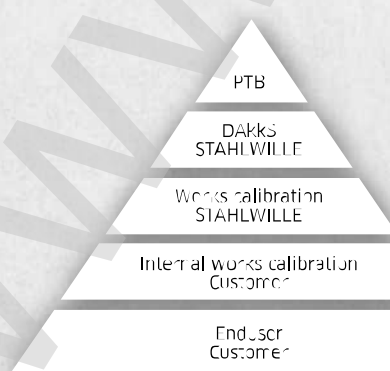 PTB
DAkkS
STAHLWILLE
Works calibration
STAHLWILLE
Internal works calibration
Customer
Enduser
Customer